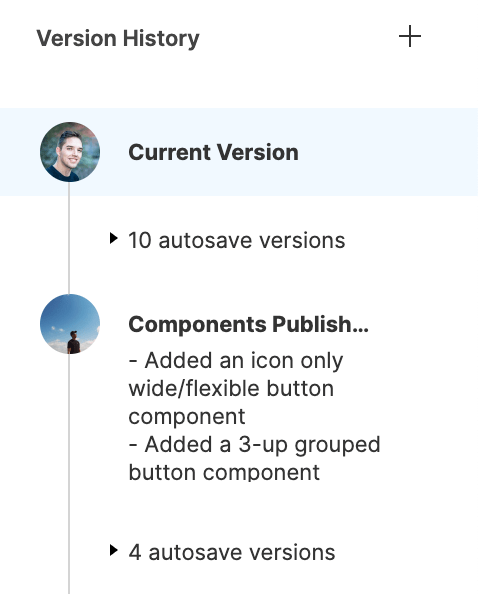 Version History
Current Version
10 autosave versions
Components Publish…
- Added an icon only
wide/flexible button
component
- Added a 3-up grouped
button component
4 autosave versions